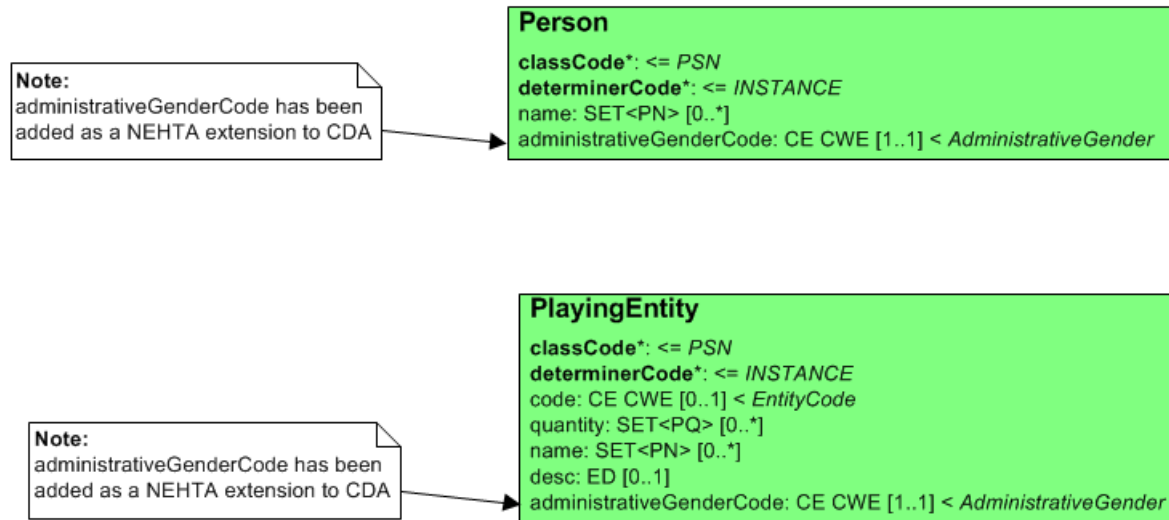 Person
classCode*: <= PSN
determinerCode*: <= INSTANCE
name: SET<PN> [0..*]
administrativeGenderCode: CE CWE [1..1] < AdministrativeGender
Note:
administrativeGenderCode has been
added as a NEHTA extension to CDA
PlayingEntity
classCode*: <= PSN
determinerCode*: <= INSTANCE
code: CE CWE [0..1] < EntityCode
quantity: SET<PQ> [0..*]
name: SET<PN> [0..*]
desc: ED [0..1]
administrativeGenderCode: CE CWE [1..1] < AdministrativeGender
Note:
administrativeGenderCode has been
added as a NEHTA extension to CDA